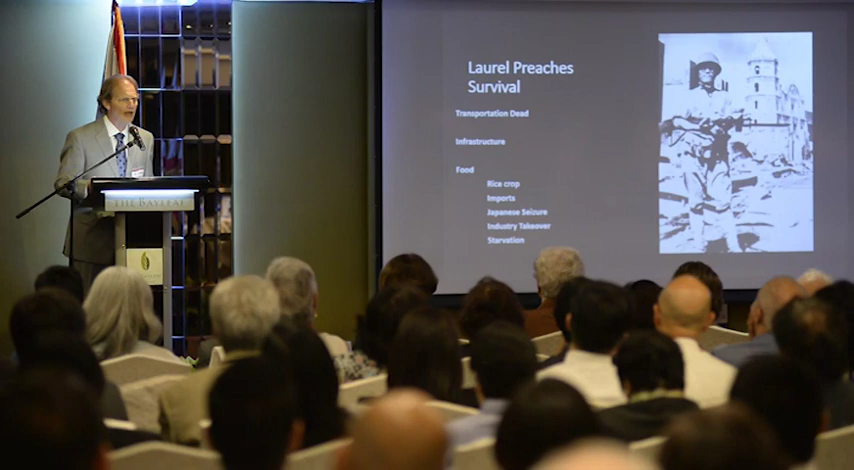 THE BAYLEAF
Laurel Preaches
Survival
Transportation Dead
Infrastructure
Food
Rice crop
Imports
Japanese Seizure
Industry Takeover
Starvation